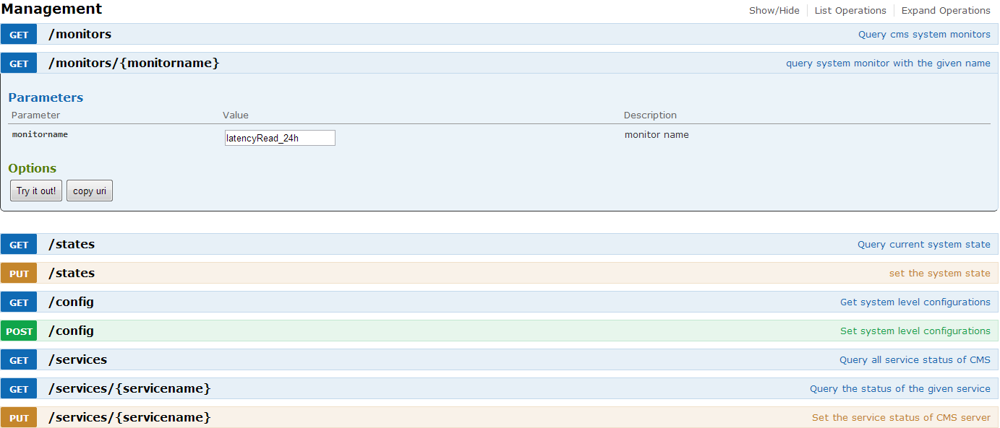 Management Show/Hide List Operations Expand Operations
GET /monitors Query cms system monitors
GET /monitors/{monitorname} query system monitor with the given name
Parameters
Parameter Value Description
monitorname latencyRead_24h monitor name
Options
Try it out! copy uri
GET /states Query current system state
PUT /states set the system state
GET /config Get system level configurations
POST /config Set system level configurations
GET /services Query all service status of CMS
GET /services/{servicename} Query the status of the given service
PUT /services/{servicename} Set the service status of CMS server